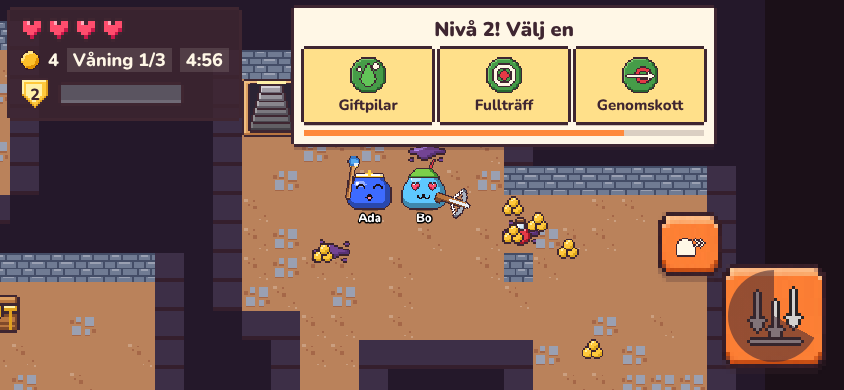 4 Våning 1/3 4:56
2
Nivå 2! Välj en
Giftpilar
Fullträff
Genomskott
Ada
Bo